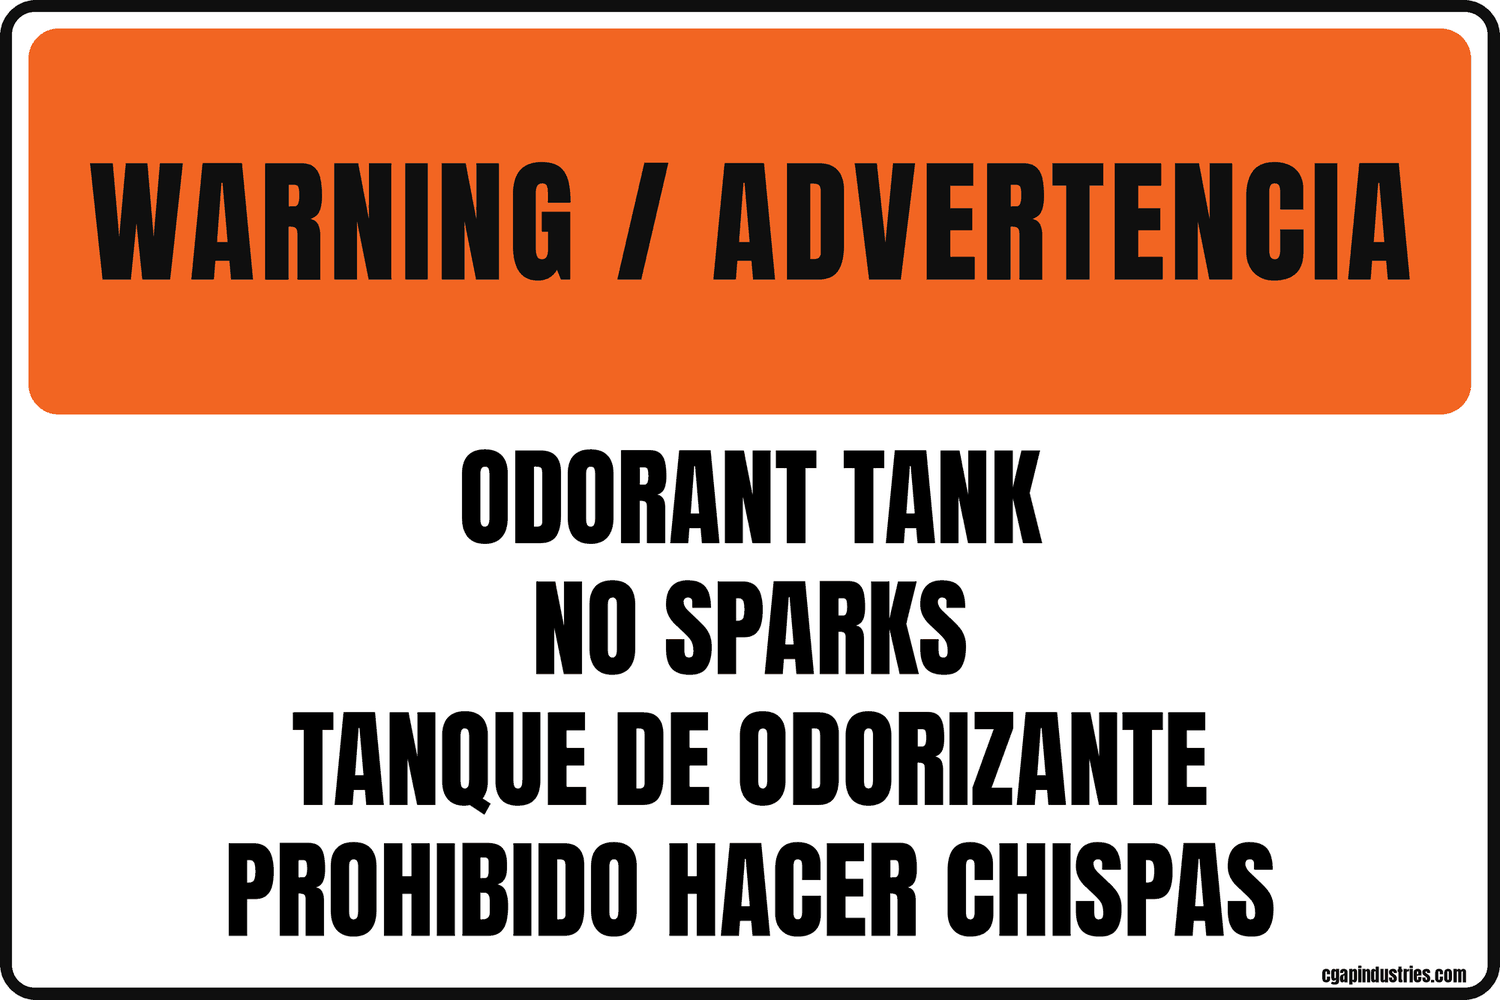 WARNING / ADVERTENCIA
ODORANT TANK
NO SPARKS
TANQUE DE ODORIZANTE
PROHIBIDO HACER CHISPAS
cgapindustries.com